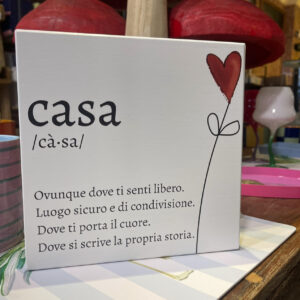 casa
/cà·sa/
Ovunque dove ti senti libero.
Luogo sicuro e di condivisione.
Dove ti porta il cuore.
Dove si scrive la propria storia.